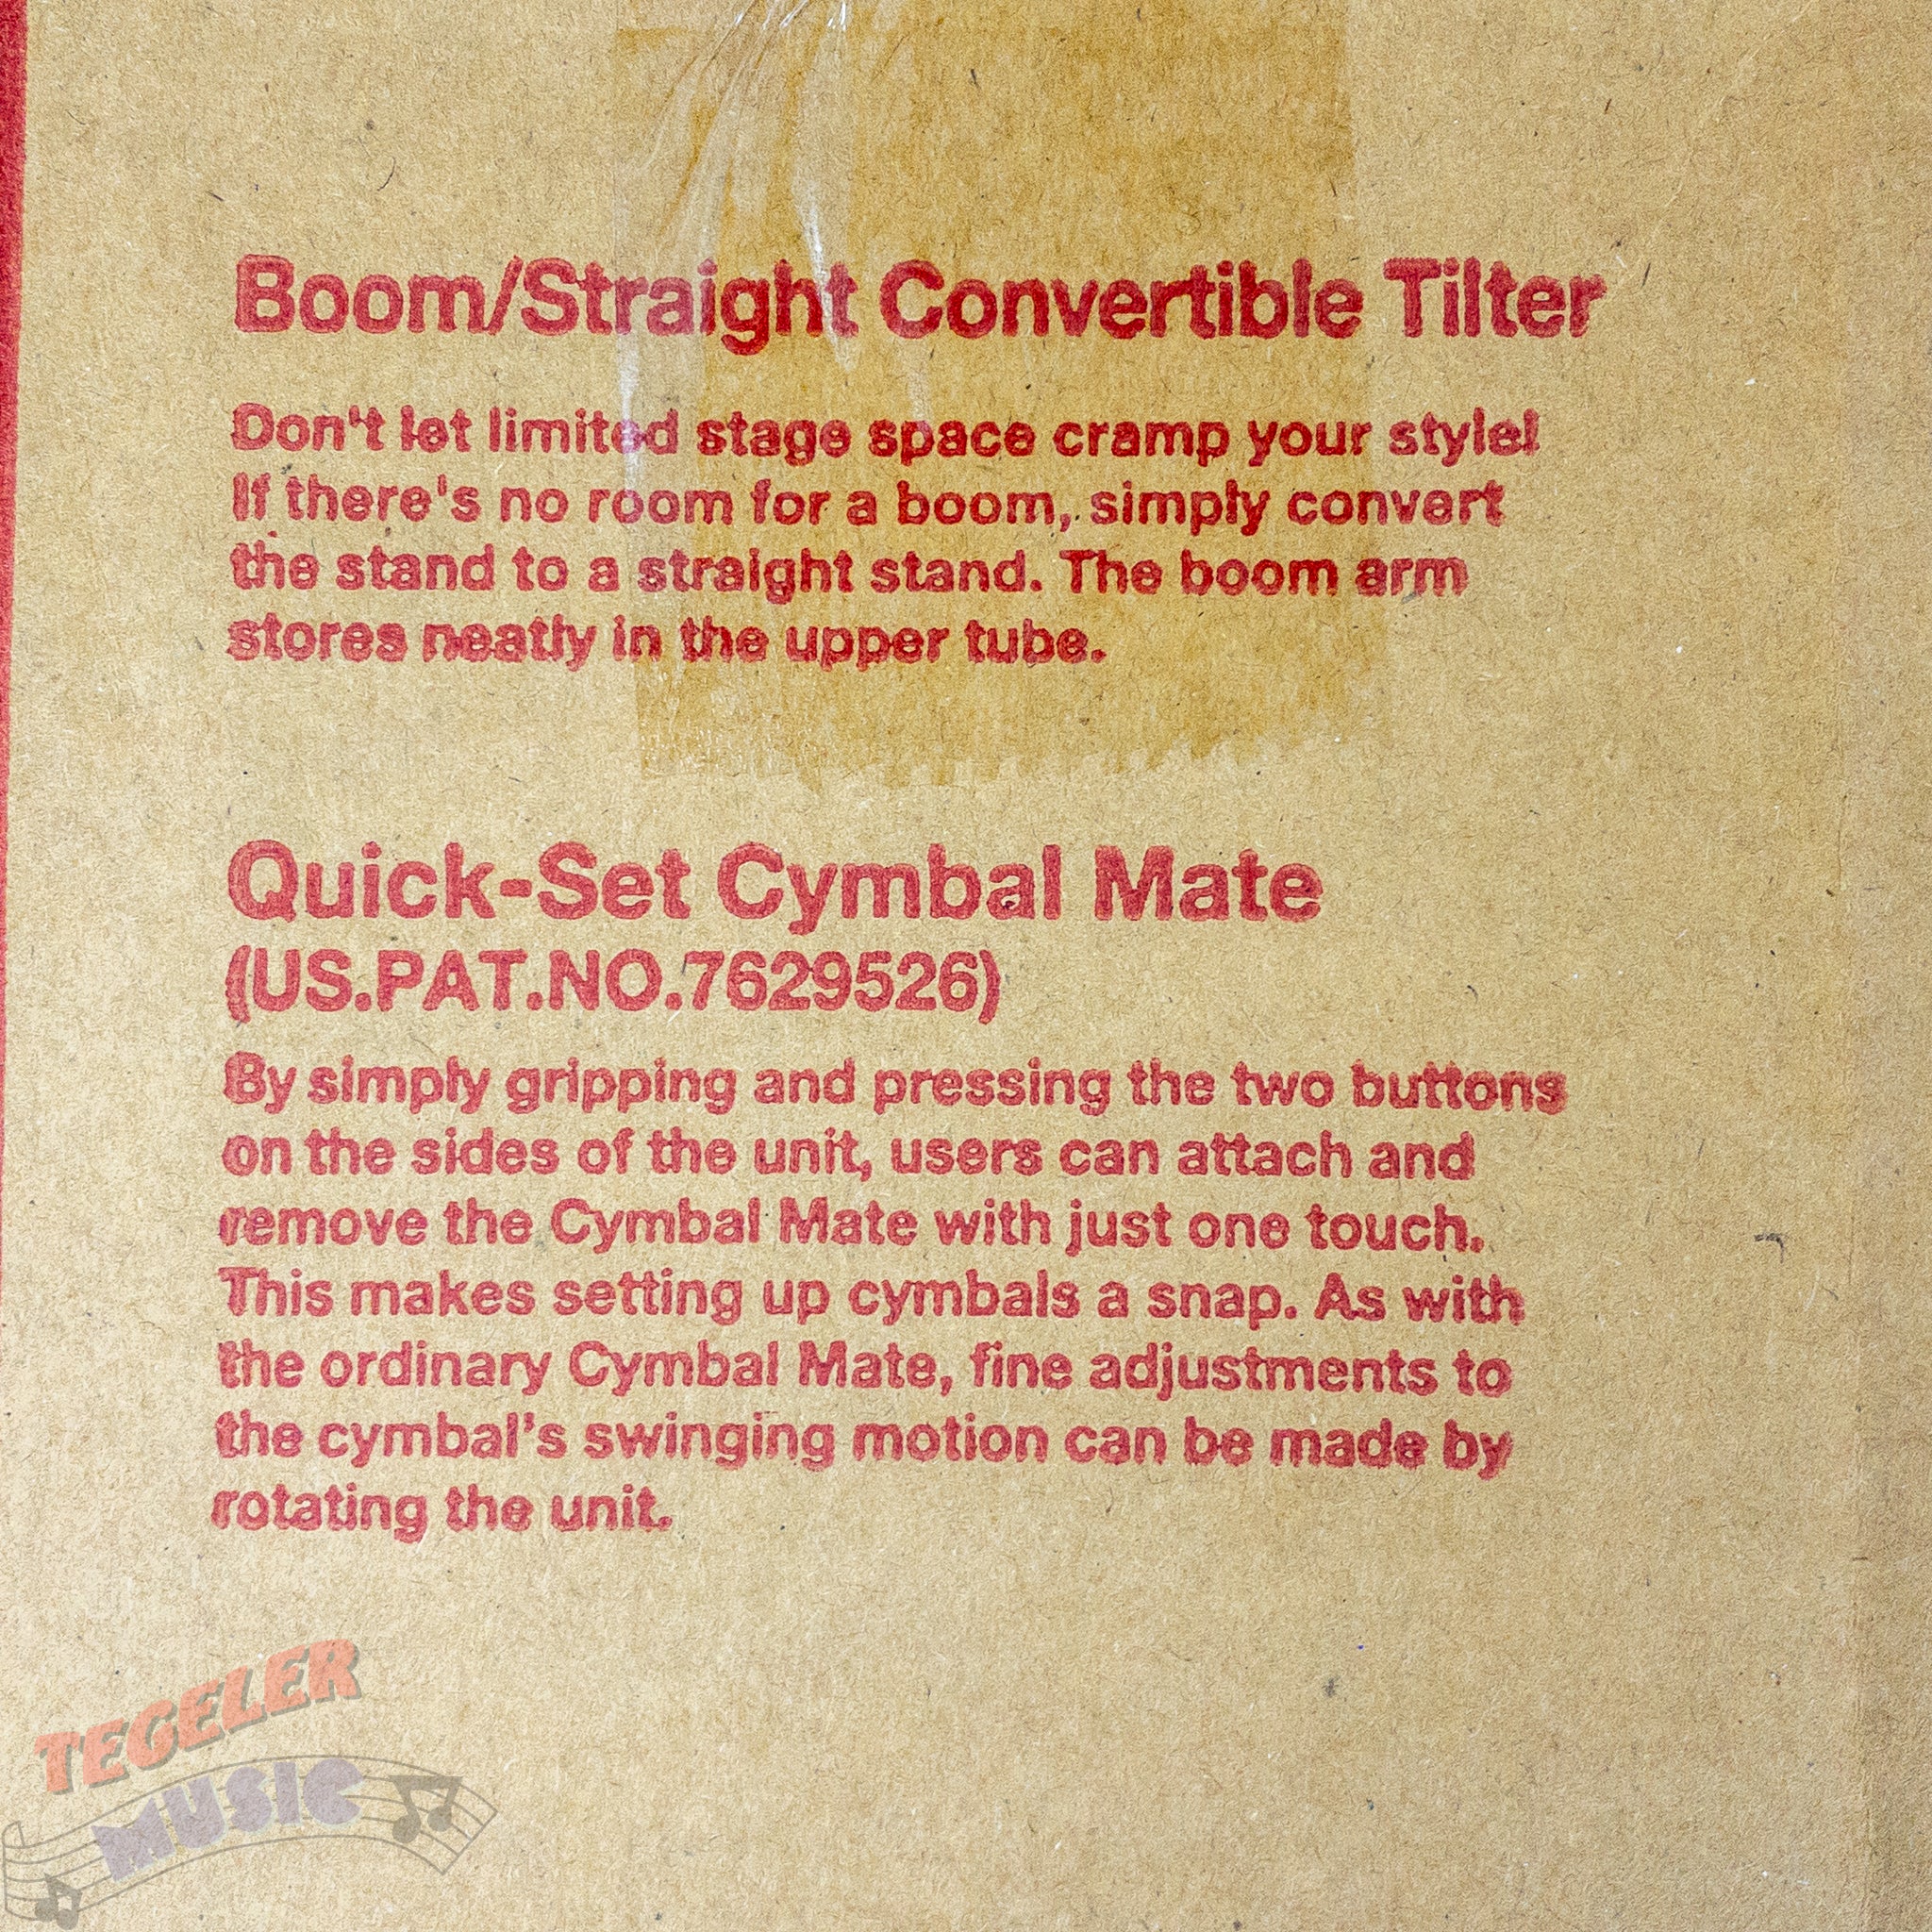 Boom/Straight Convertible Tilter
Don't let limited stage space cramp your style!
If there's no room for a boom, simply convert
the stand to a straight stand. The boom arm
stores neatly in the upper tube.
Quick-Set Cymbal Mate
(US.PAT.NO.7629526)
By simply gripping and pressing the two buttons
on the sides of the unit, users can attach and
remove the Cymbal Mate with just one touch.
This makes setting up cymbals a snap. As with
the ordinary Cymbal Mate, fine adjustments to
the cymbal's swinging motion can be made by
rotating the unit.
TEGELER
MUSIC